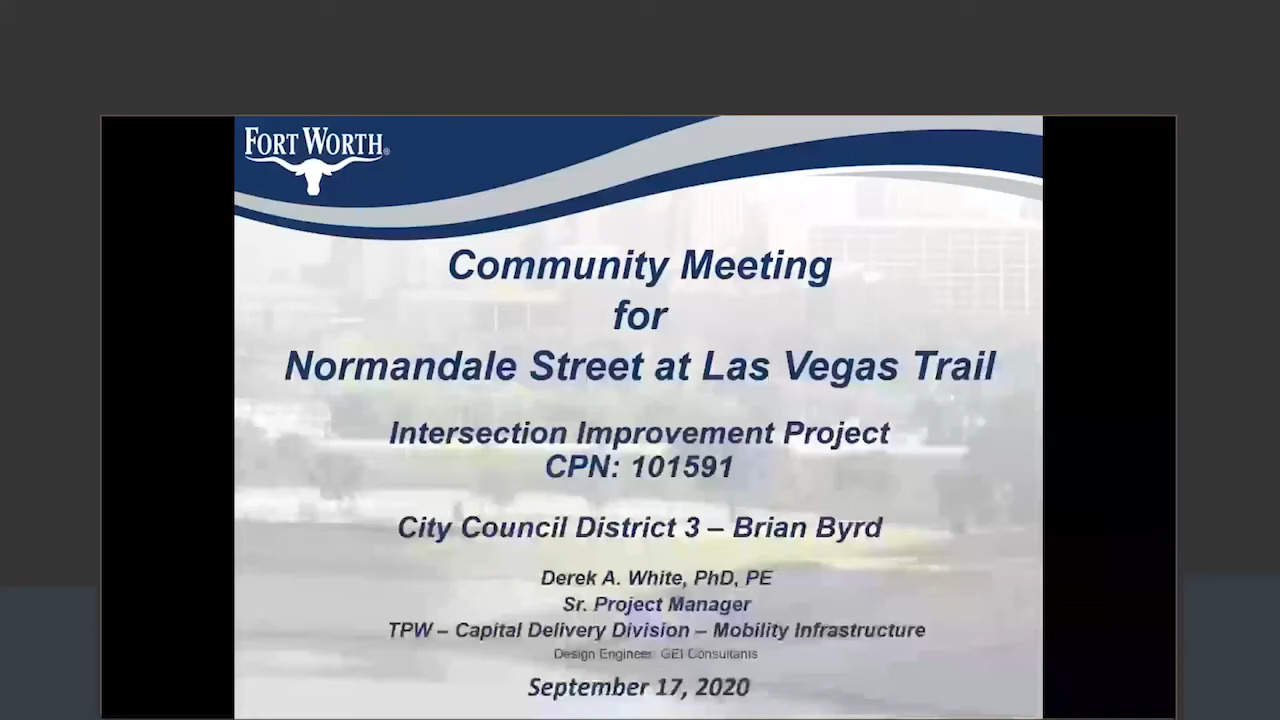 FORT WORTH®
Community Meeting
for
Normandale Street at Las Vegas Trail
Intersection Improvement Project
CPN: 101591
City Council District 3 – Brian Byrd
Derek A. White, PhD, PE
Sr. Project Manager
TPW – Capital Delivery Division – Mobility Infrastructure
Design Engineer: GEI Consultants
September 17, 2020